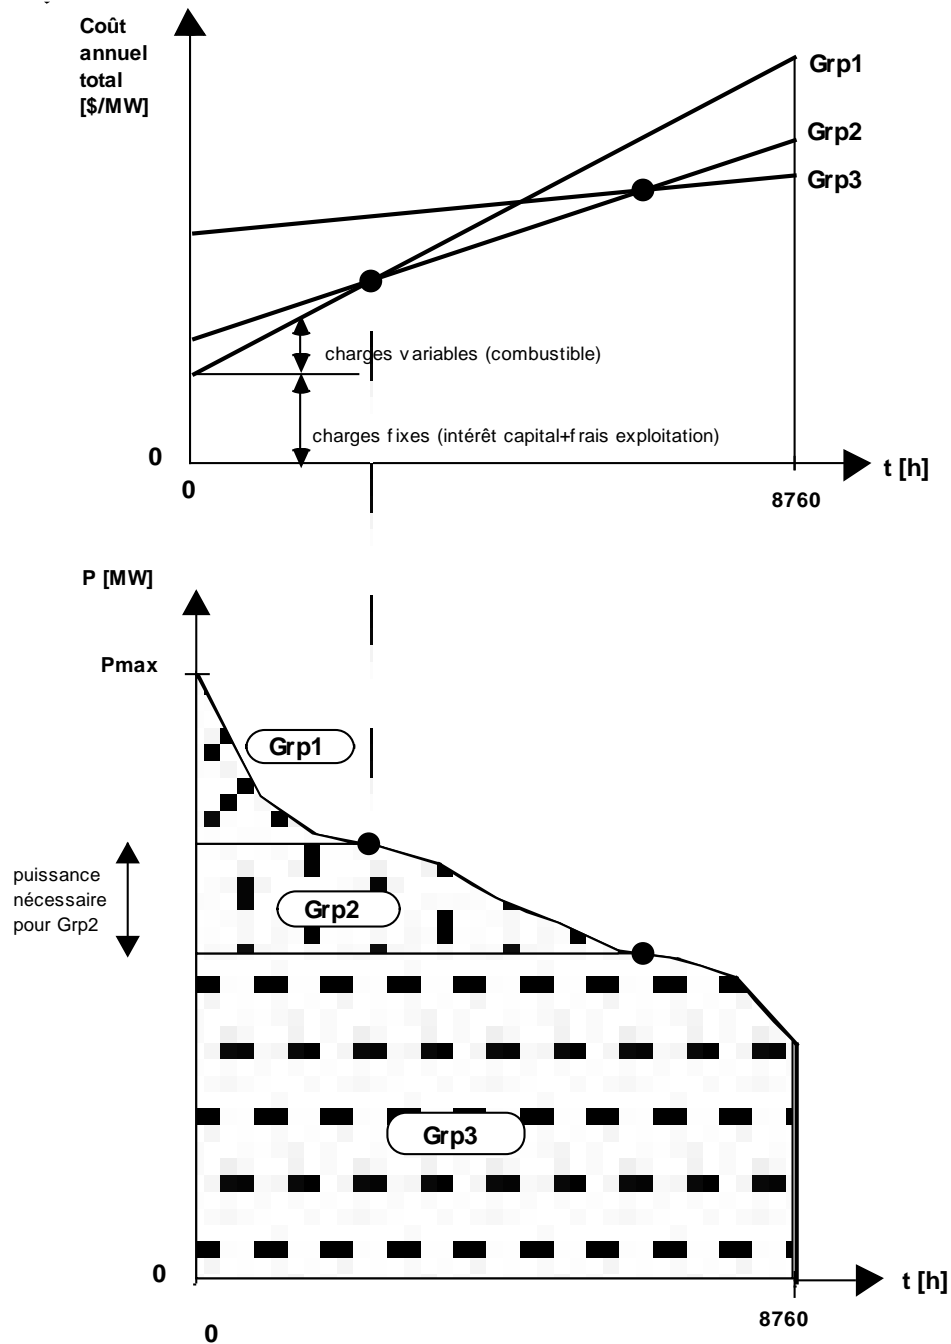 Coût
annuel
total
[$/MW]
Grp1
Grp2
Grp3
charges variables (combustible)
charges fixes (intérêt capital+frais exploitation)
0
t [h]
0
8760
P [MW]
Pmax
Grp1
puissance
nécessaire
pour Grp2
Grp2
Grp3
0
t [h]
8760
0